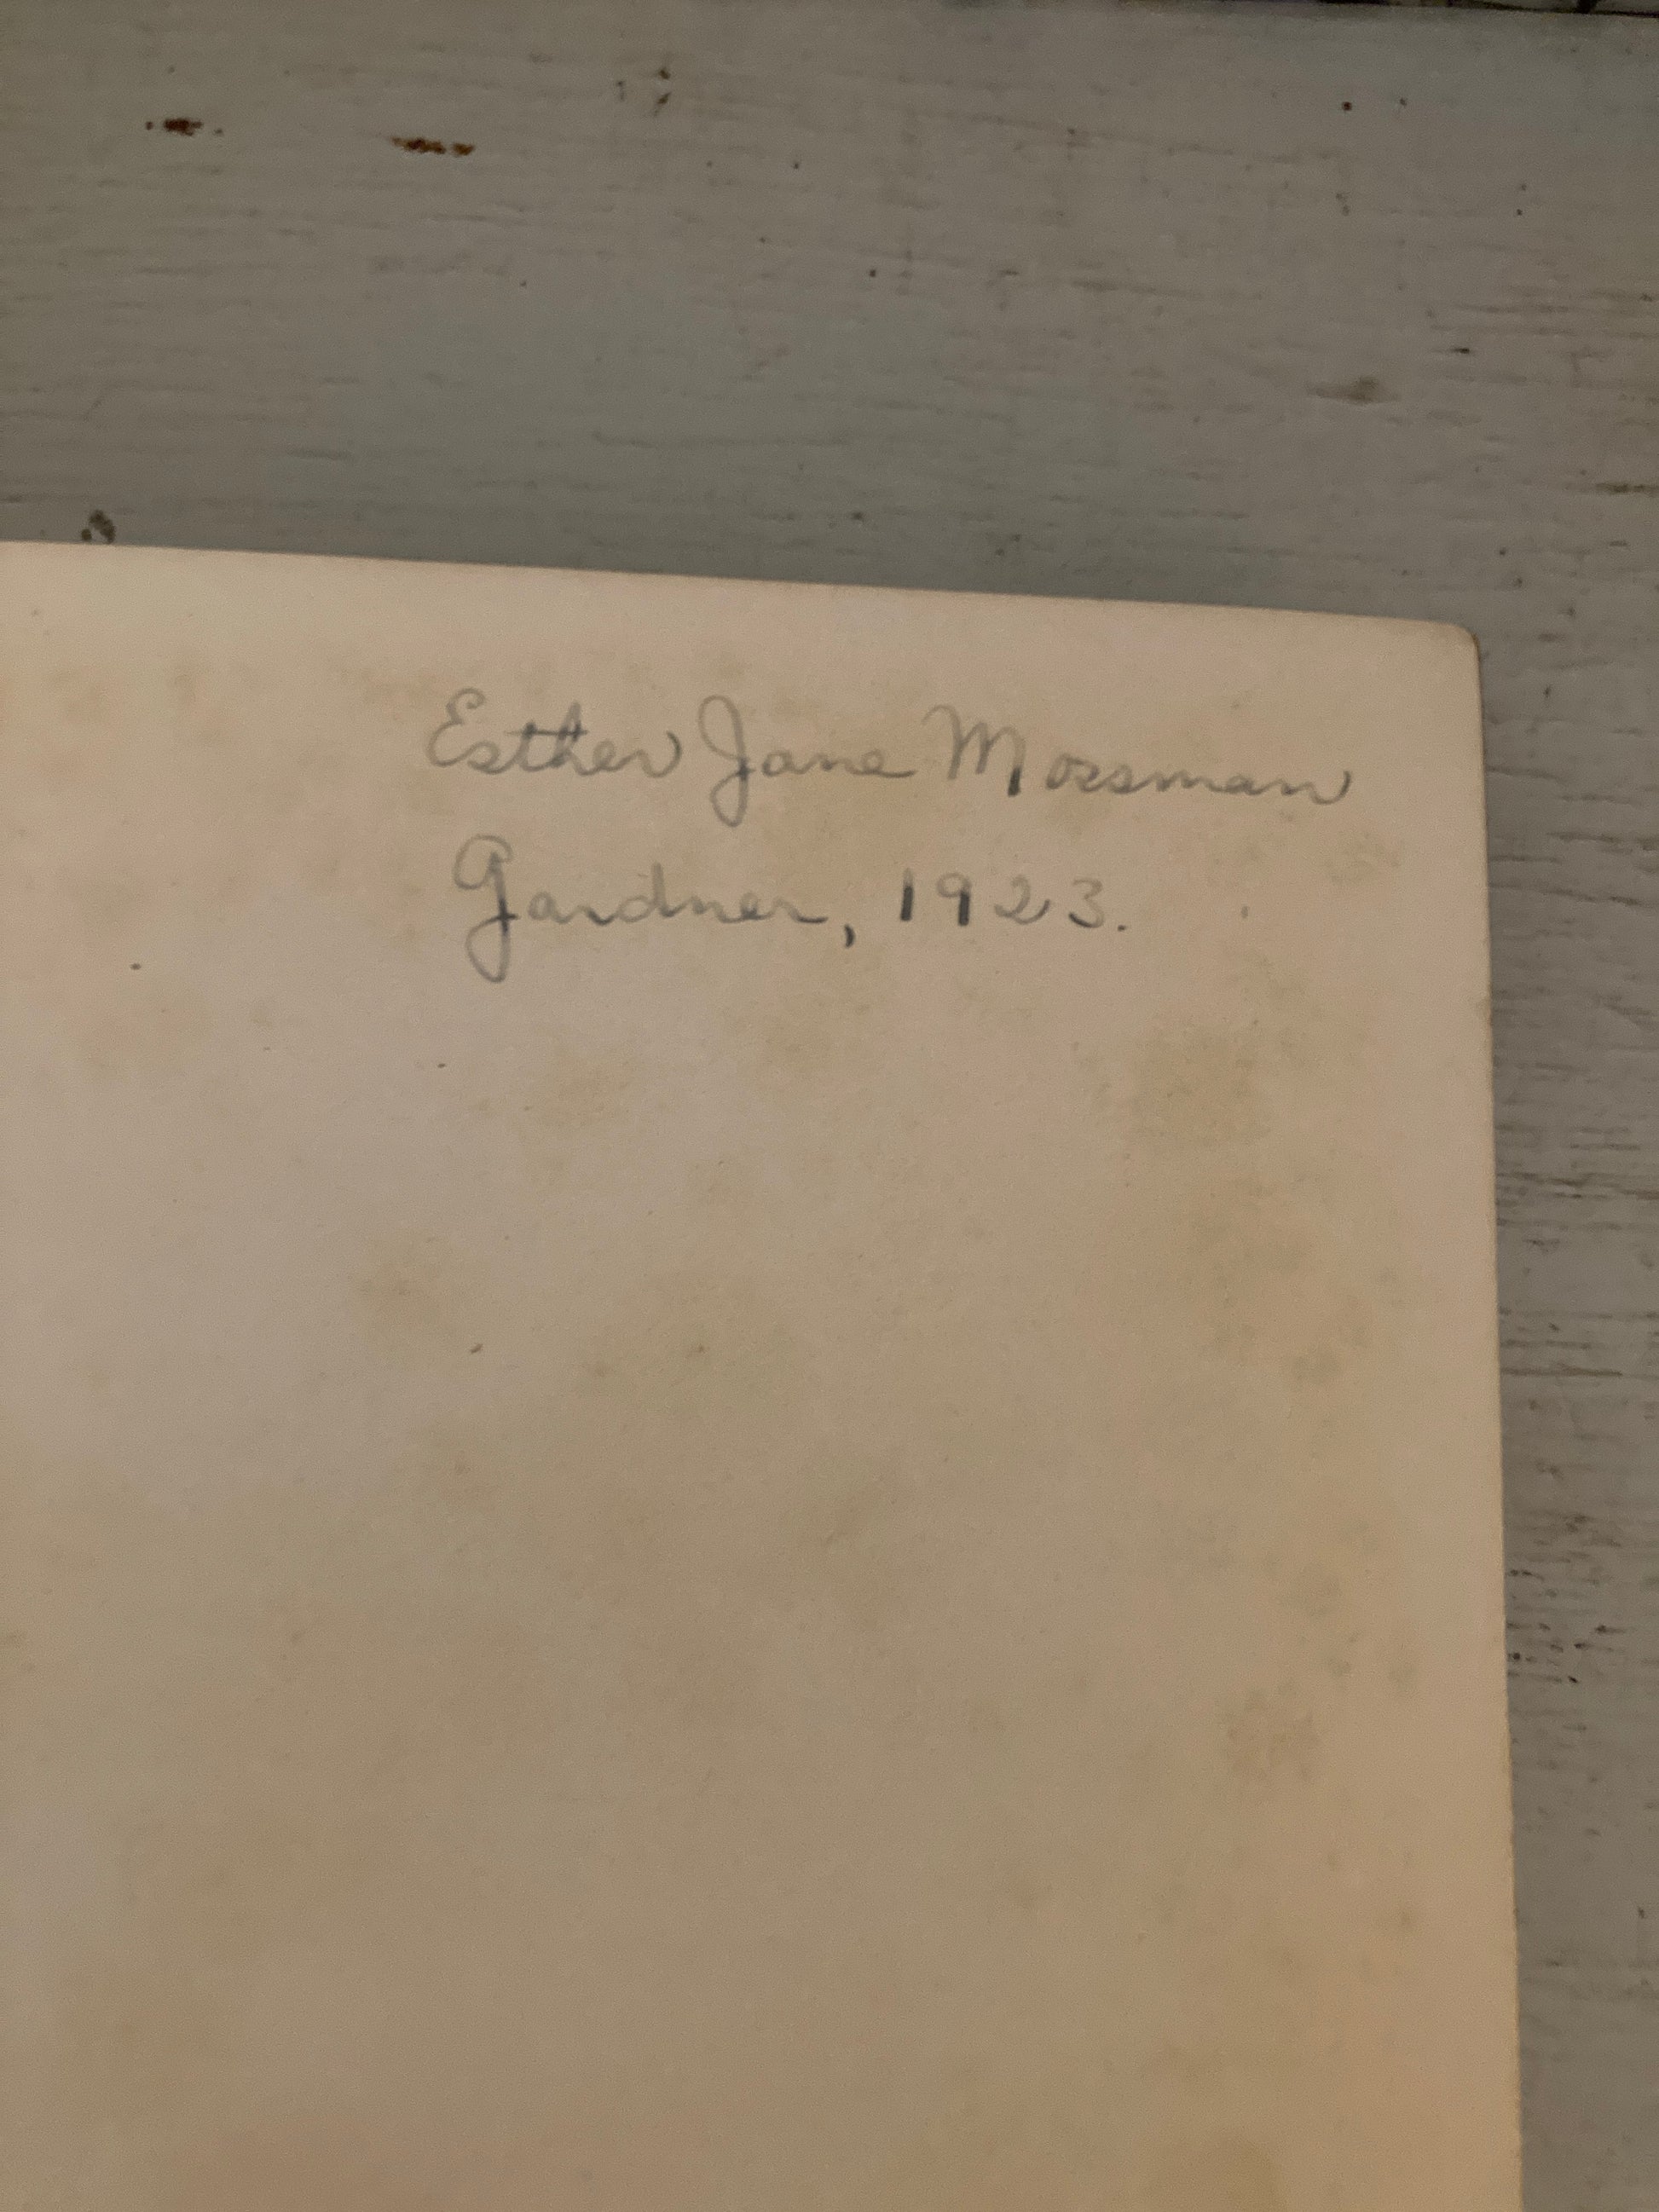 Esther Jane Mossman
Gardner, 1923.